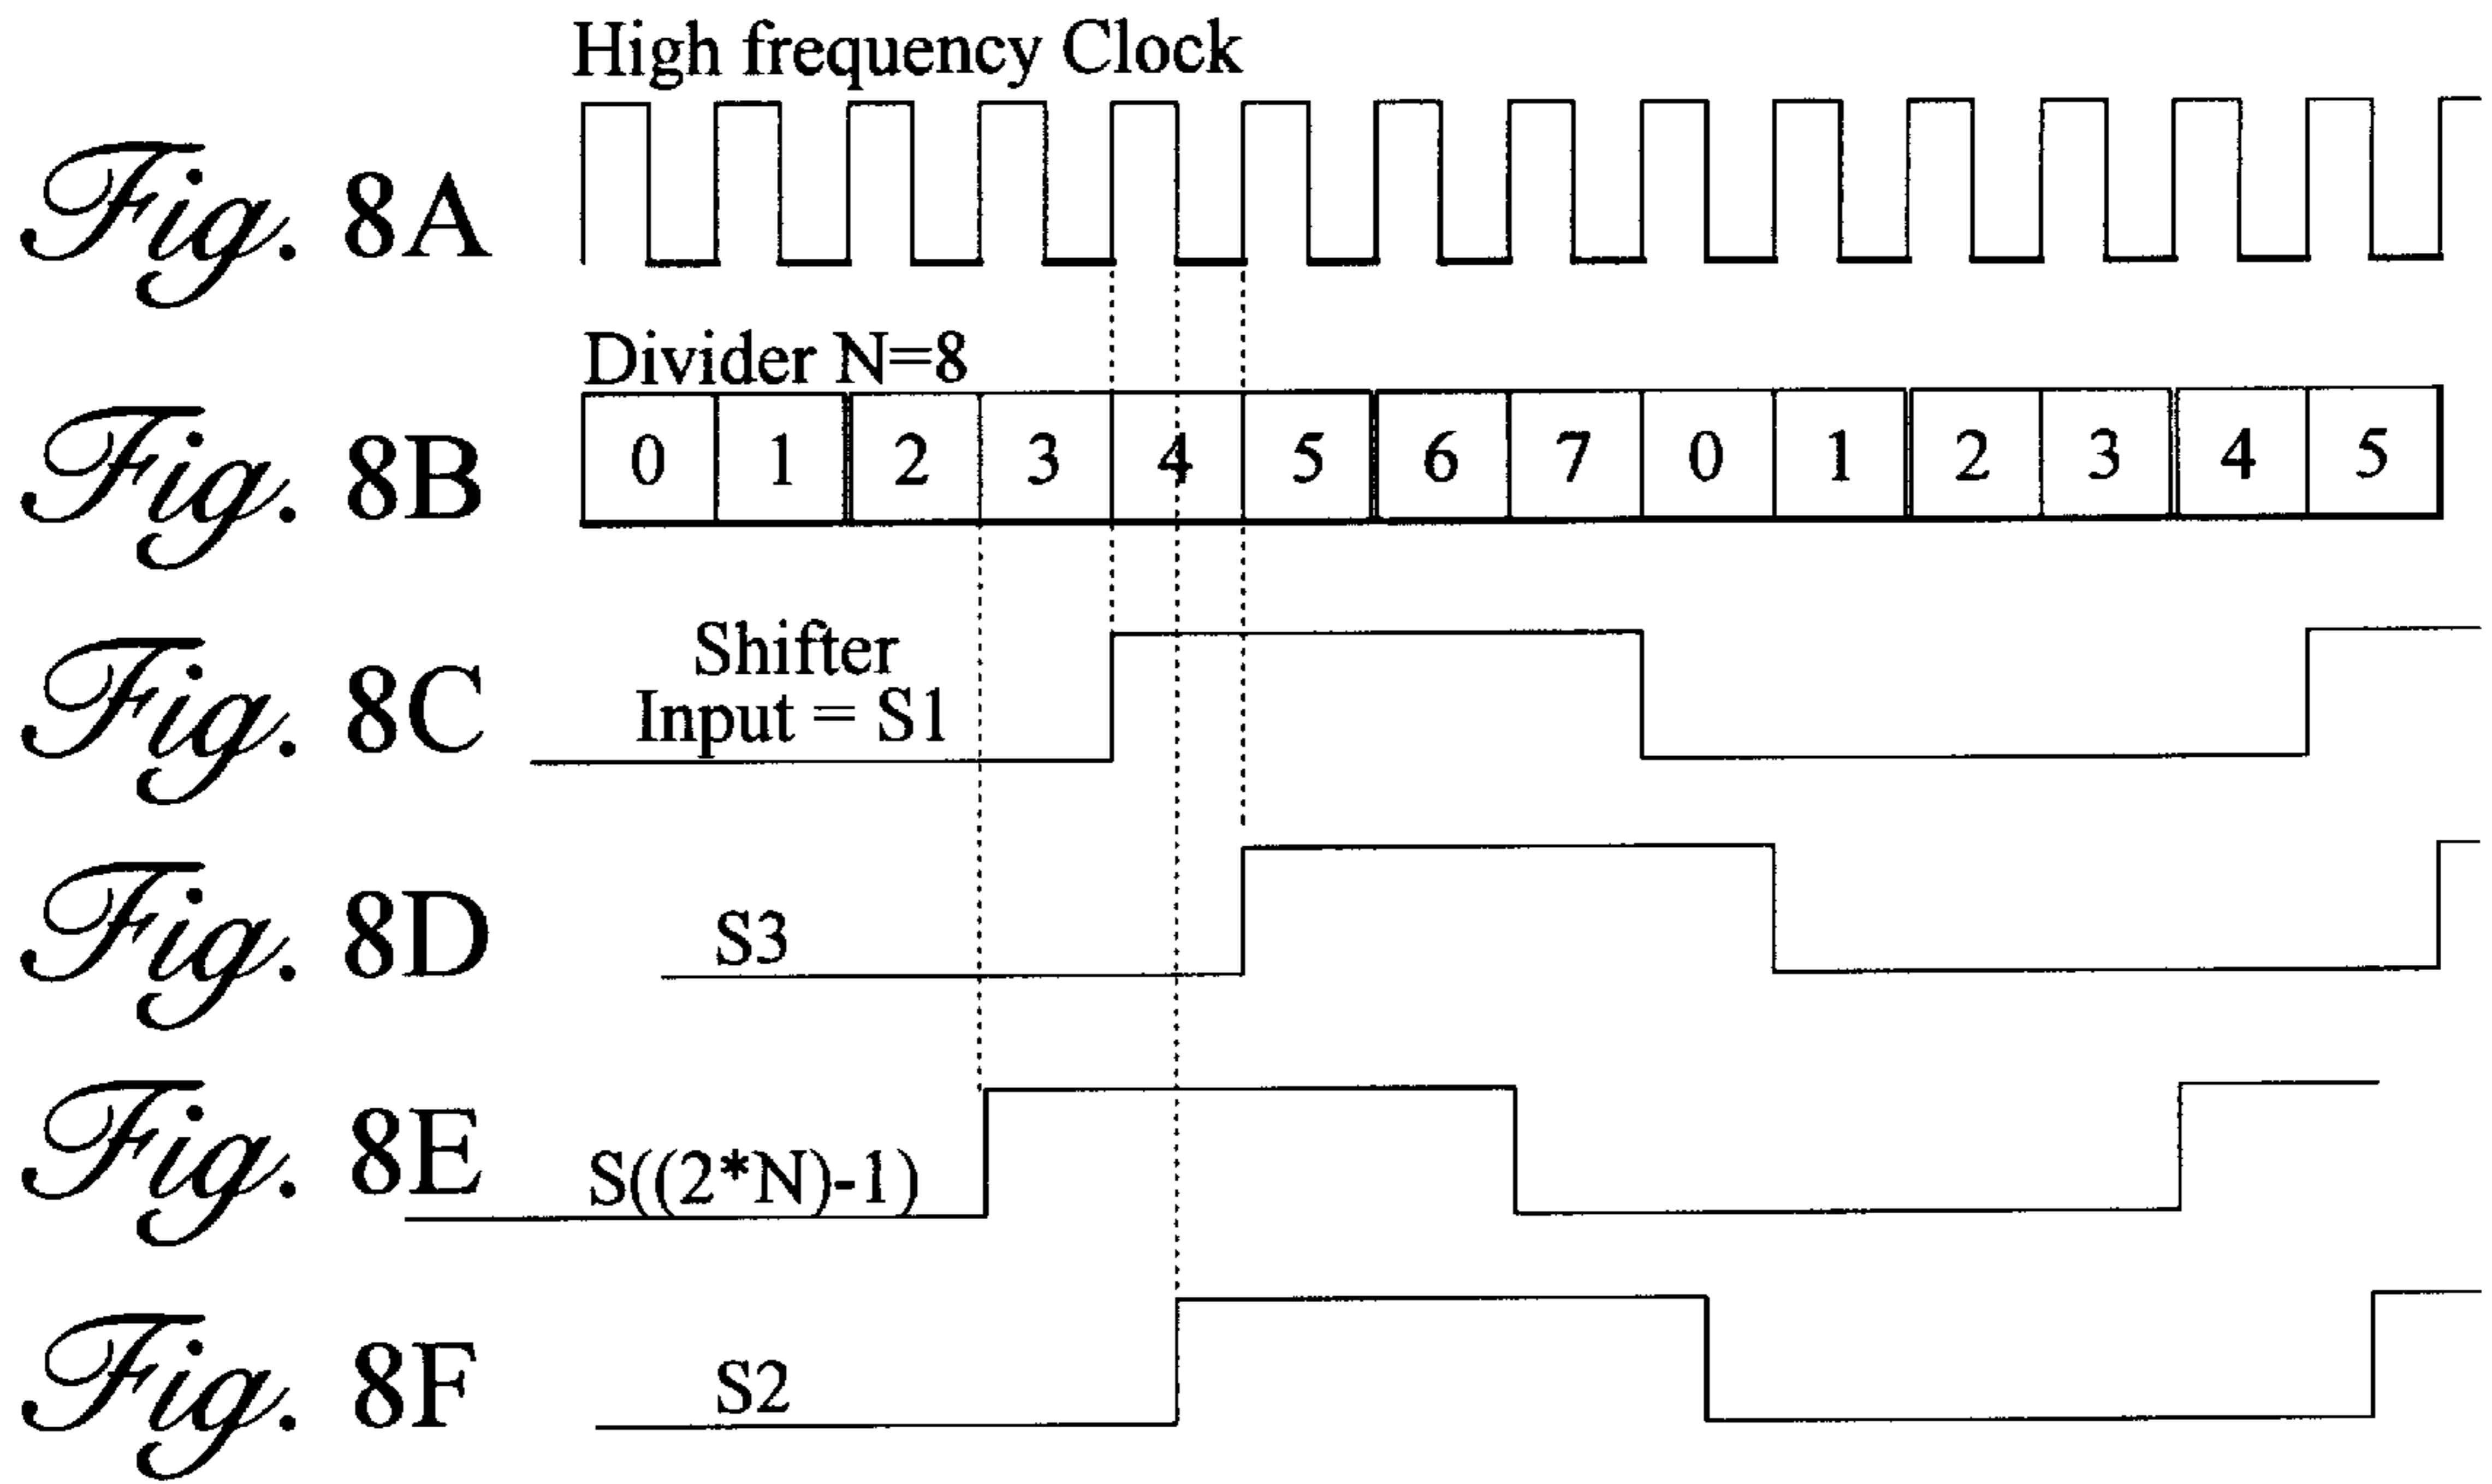 High frequency Clock
Fig. 8A
Divider N=8
Fig. 8B
0 1 2 3 4 5 6 7 0 1 2 3 4 5
Fig. 8C
Shifter
Input = S1
Fig. 8D
S3
Fig. 8E
S((2*N)-1)
Fig. 8F
S2